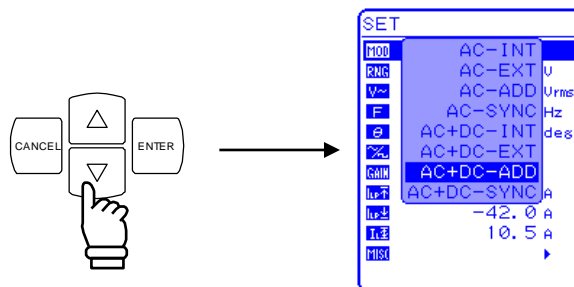 CANCEL
ENTER
SET
MOD AC-INT
RNG AC-EXT V
V~ AC-ADD Vrms
F AC-SYNC Hz
θ AC+DC-INT deg
AC+DC-EXT
GAIN AC+DC-ADD
AC+DC-SYNC A
-42.0 A
10.5 A
MISC